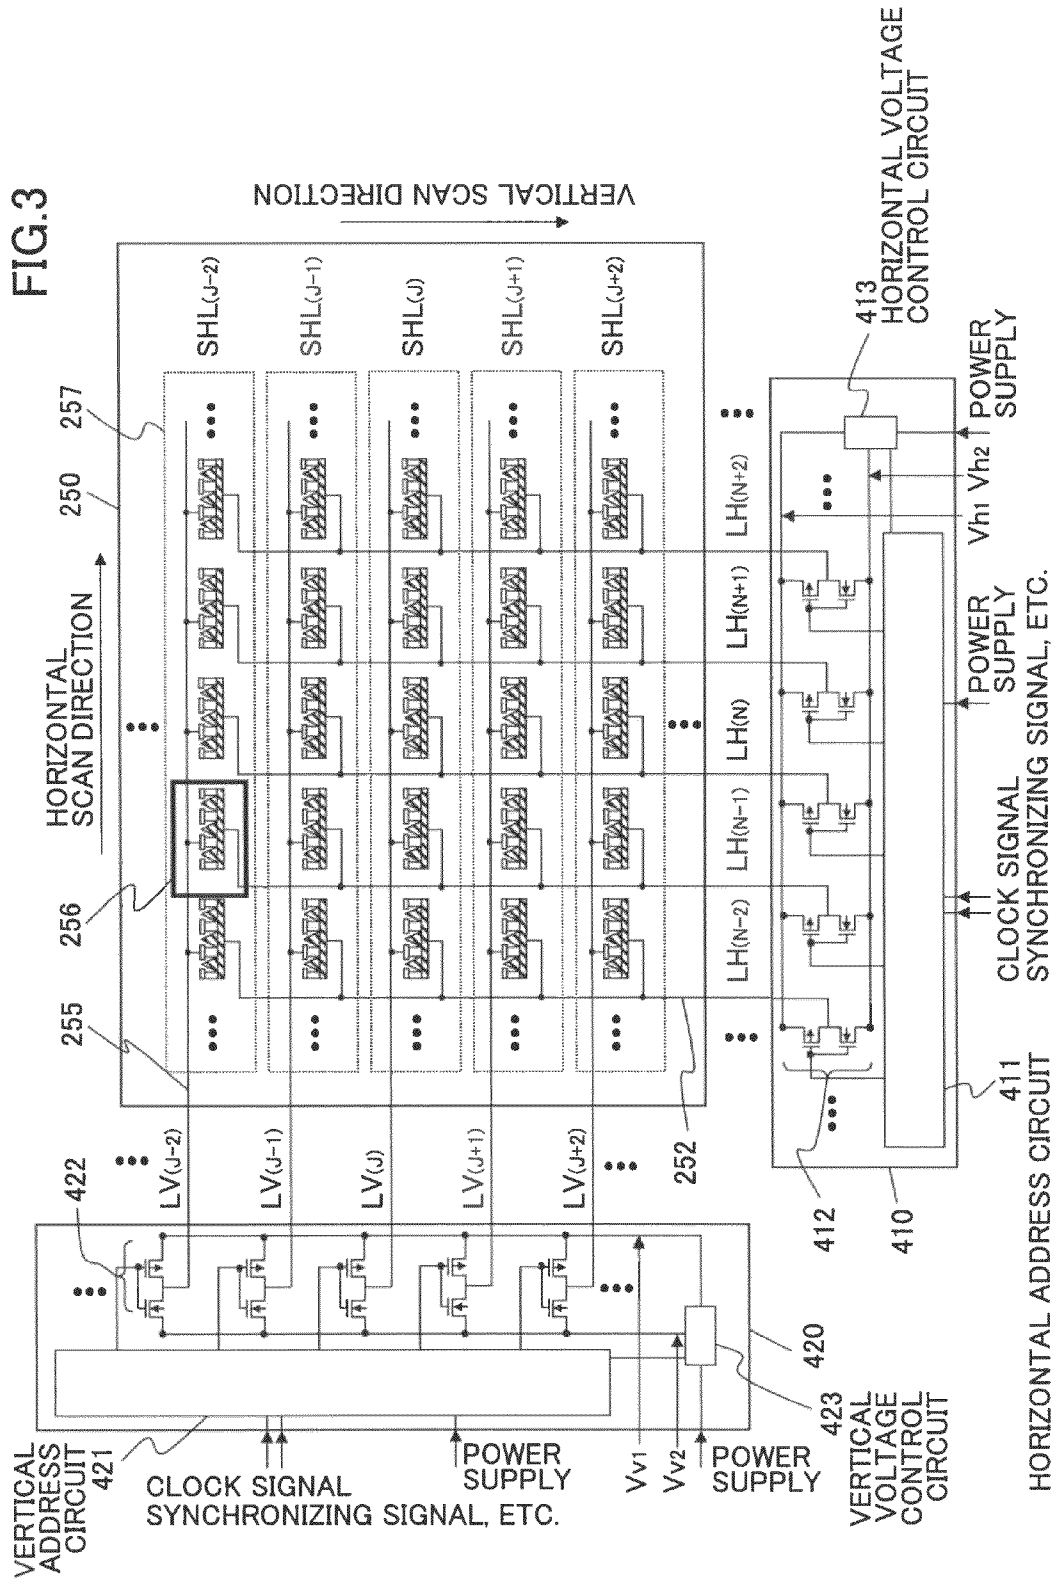 FIG.3
HORIZONTAL
SCAN DIRECTION
VERTICAL SCAN DIRECTION
250
257
256
255
252
SHL(J-2)
SHL(J-1)
SHL(J)
SHL(J+1)
SHL(J+2)
LV(J-2)
LV(J-1)
LV(J)
LV(J+1)
LV(J+2)
LH(N-2)
LH(N-1)
LH(N)
LH(N+1)
LH(N+2)
VERTICAL
ADDRESS
CIRCUIT
421
422
CLOCK SIGNAL
SYNCHRONIZING SIGNAL, ETC.
POWER
SUPPLY
Vv1
Vv2
POWER
SUPPLY
420
423
VERTICAL
VOLTAGE
CONTROL
CIRCUIT
410
412
411
HORIZONTAL ADDRESS CIRCUIT
CLOCK SIGNAL
SYNCHRONIZING SIGNAL, ETC.
POWER
SUPPLY
Vh1
Vh2
POWER
SUPPLY
413
HORIZONTAL VOLTAGE
CONTROL CIRCUIT